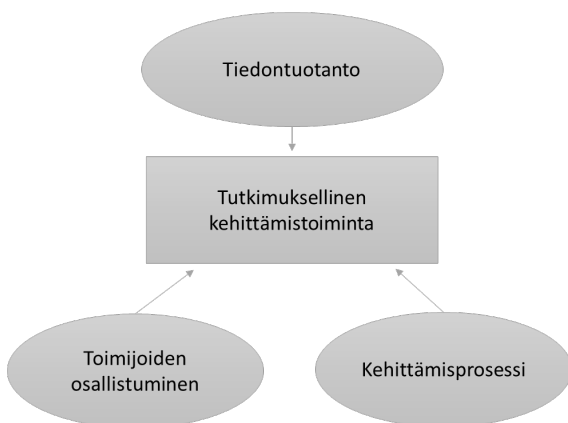 Tiedontuotanto
Tutkimuksellinen
kehittämistoiminta
Toimijoiden
osallistuminen
Kehittämisprosessi